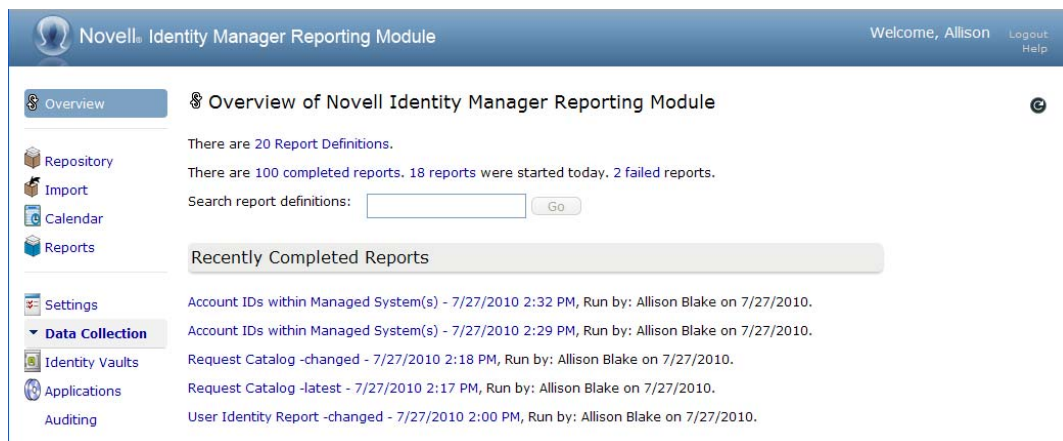 Novell® Identity Manager Reporting Module
Welcome, Allison
Logout
Help
Overview
Repository
Import
Calendar
Reports
Settings
Data Collection
Identity Vaults
Applications
Auditing
Overview of Novell Identity Manager Reporting Module
There are 20 Report Definitions.
There are 100 completed reports. 18 reports were started today. 2 failed reports.
Search report definitions:
Go
Recently Completed Reports
Account IDs within Managed System(s) - 7/27/2010 2:32 PM, Run by: Allison Blake on 7/27/2010.
Account IDs within Managed System(s) - 7/27/2010 2:29 PM, Run by: Allison Blake on 7/27/2010.
Request Catalog -changed - 7/27/2010 2:18 PM, Run by: Allison Blake on 7/27/2010.
Request Catalog -latest - 7/27/2010 2:17 PM, Run by: Allison Blake on 7/27/2010.
User Identity Report -changed - 7/27/2010 2:00 PM, Run by: Allison Blake on 7/27/2010.